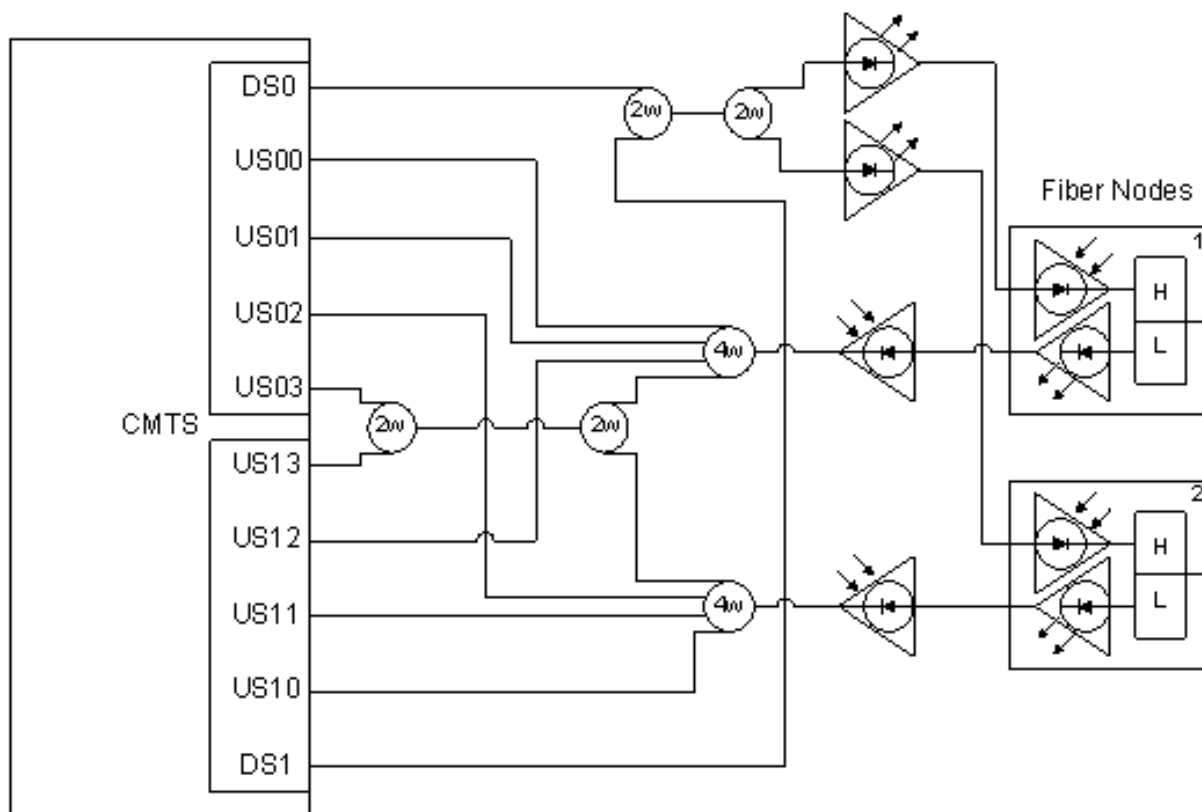 DS0
2w
2w
US00
Fiber Nodes
US01
1
H
US02
4w
L
US03
CMTS
2w
2w
US13
2
US12
H
US11
4w
L
US10
DS1